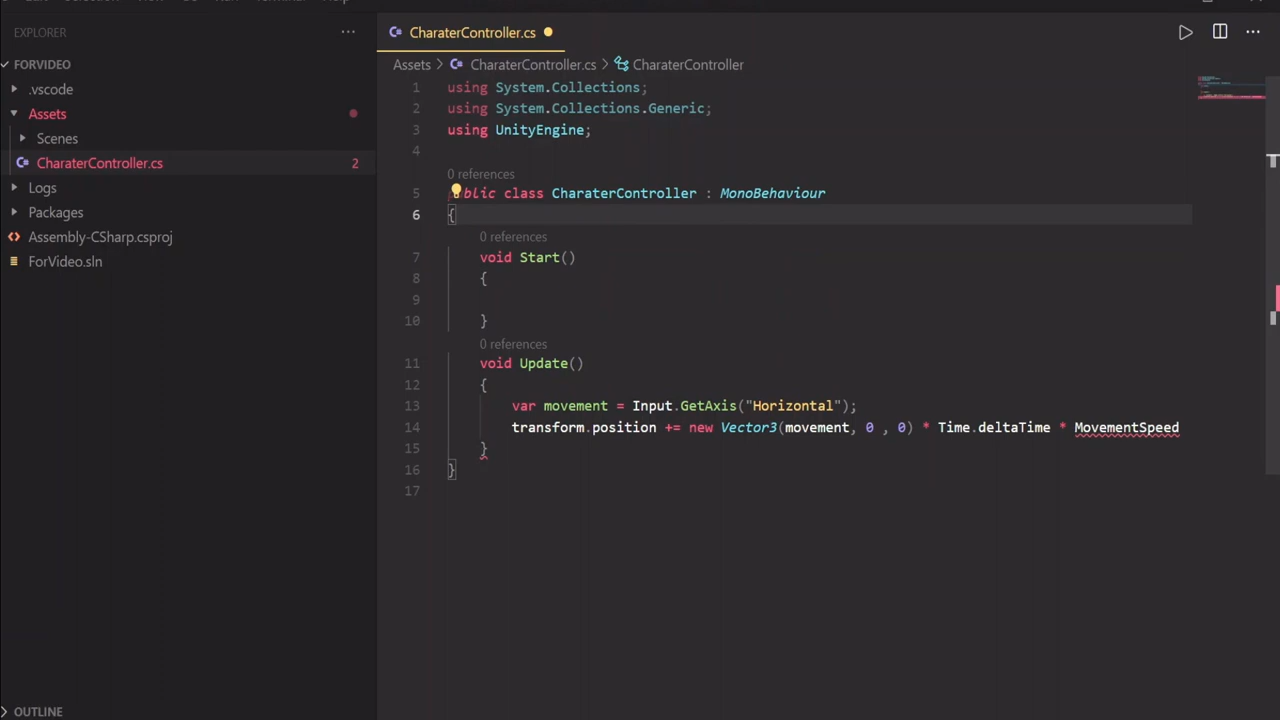 EXPLORER
FORVIDEO
.vscode
Assets
Scenes
CharaterController.cs 2
Logs
Packages
Assembly-CSharp.csproj
ForVideo.sln
OUTLINE
CharaterController.cs
Assets > CharaterController.cs > CharaterController
1 using System.Collections;
2 using System.Collections.Generic;
3 using UnityEngine;
4
0 references
5 public class CharaterController : MonoBehaviour
6 {
0 references
7 void Start()
8 {
9
10 }
0 references
11 void Update()
12 {
13 var movement = Input.GetAxis("Horizontal");
14 transform.position += new Vector3(movement, 0 , 0) * Time.deltaTime * MovementSpeed
15 }
16 }
17